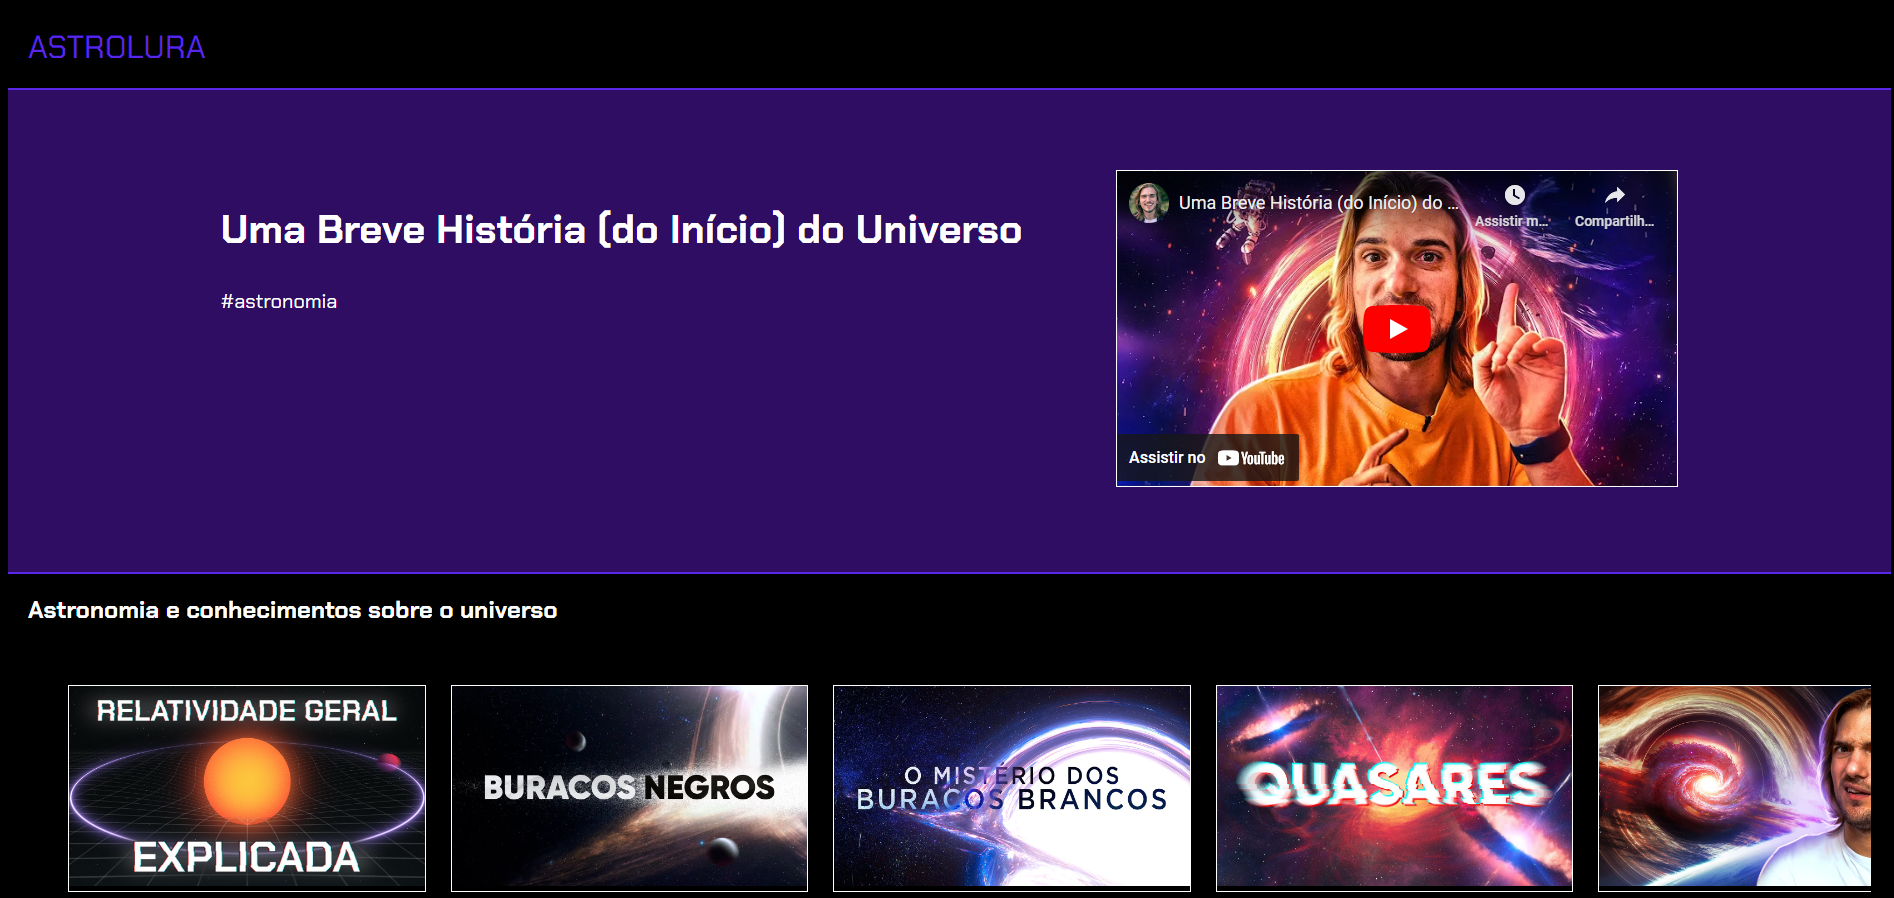 ASTROLURA
Uma Breve História (do Início) do Universo
#astronomia
Uma Breve História (do Início) do ...
Assistir m...
Compartilh...
Assistir no YouTube
Astronomia e conhecimentos sobre o universo
RELATIVIDADE GERAL
EXPLICADA
BURACOS NEGROS
O MISTÉRIO DOS
BURACOS BRANCOS
QUASARES